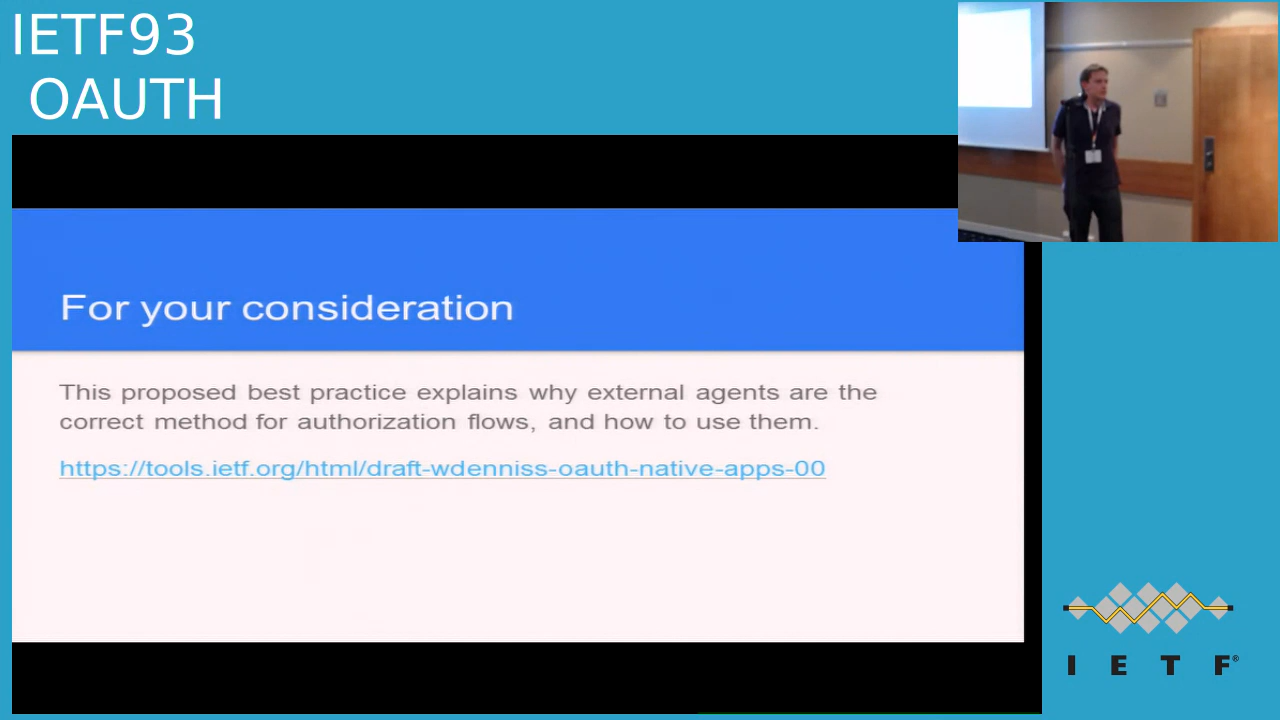 IETF93
OAUTH
For your consideration
This proposed best practice explains why external agents are the
correct method for authorization flows, and how to use them.
https://tools.ietf.org/html/draft-wdenniss-oauth-native-apps-00
I E T F®